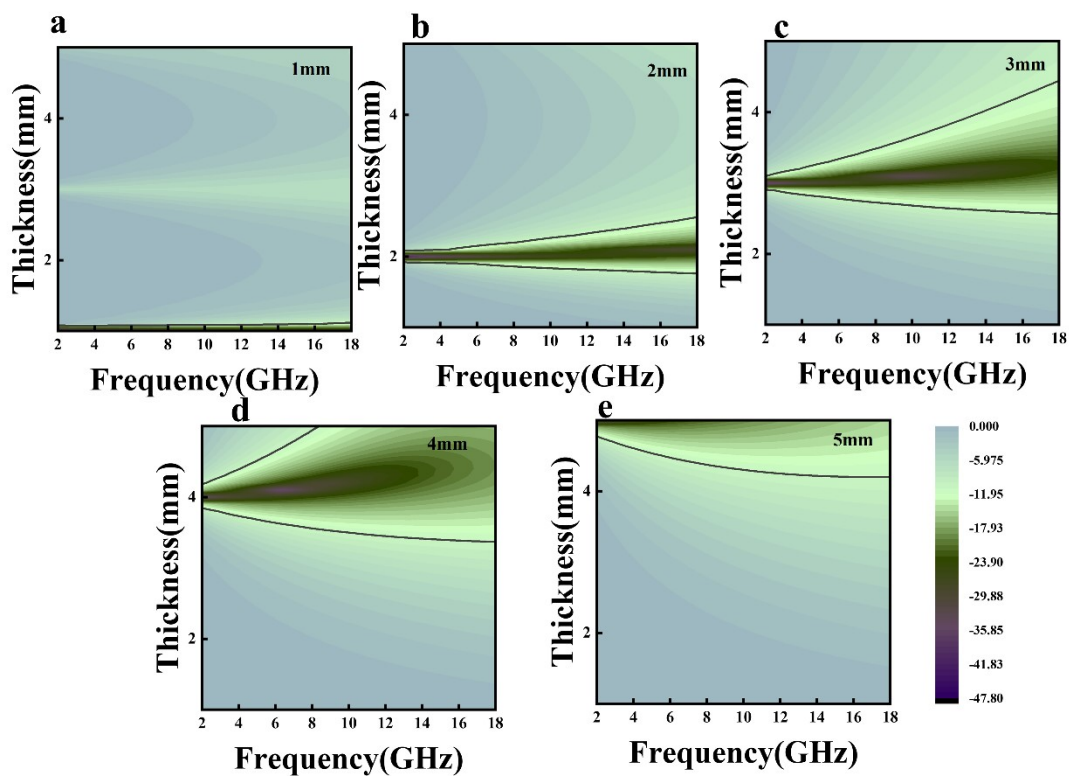 a
1mm
Thickness(mm)
4
2
2 4 6 8 10 12 14 16 18
Frequency(GHz)
b
2mm
Thickness(mm)
4
2
2 4 6 8 10 12 14 16 18
Frequency(GHz)
c
3mm
Thickness(mm)
4
2
2 4 6 8 10 12 14 16 18
Frequency(GHz)
d
4mm
Thickness(mm)
4
2
2 4 6 8 10 12 14 16 18
Frequency(GHz)
e
5mm
Thickness(mm)
4
2
2 4 6 8 10 12 14 16 18
Frequency(GHz)
0.000
-5.975
-11.95
-17.93
-23.90
-29.88
-35.85
-41.83
-47.80